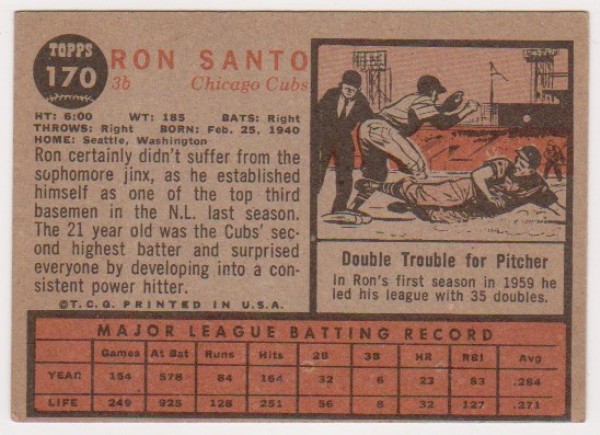 TOPPS
170
RON SANTO
3b Chicago Cubs
HT: 6:00 WT: 185 BATS: Right
THROWS: Right BORN: Feb. 25, 1940
HOME: Seattle, Washington
Ron certainly didn't suffer from the
sophomore jinx, as he established
himself as one of the top third
basemen in the N.L. last season.
The 21 year old was the Cubs' sec-
ond highest batter and surprised
everyone by developing into a con-
sistent power hitter.
©T.C.G. PRINTED IN U.S.A.
Double Trouble for Pitcher
In Ron's first season in 1959 he
led his league with 35 doubles.
MAJOR LEAGUE BATTING RECORD
Games At Bat Runs Hits 2B 3B HR RBI Avg
YEAR 154 578 84 164 32 6 23 83 .284
LIFE 249 925 128 251 56 8 32 127 .271